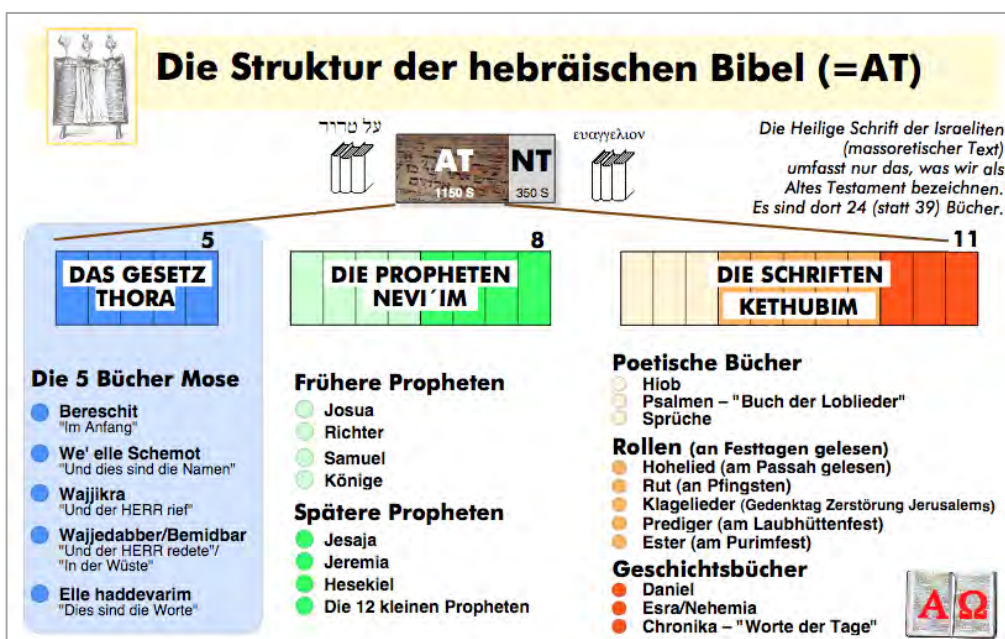 Die Struktur der hebräischen Bibel (=AT)
על טרור
ευαγγελιον
AT
1150 S
NT
350 S
Die Heilige Schrift der Israeliten
(massoretischer Text)
umfasst nur das, was wir als
Altes Testament bezeichnen.
Es sind dort 24 (statt 39) Bücher.
5
DAS GESETZ
THORA
Die 5 Bücher Mose
Bereschit
"Im Anfang"
We' elle Schemot
"Und dies sind die Namen"
Wajjikra
"Und der HERR rief"
Wajjedabber/Bemidbar
"Und der HERR redete"/
"In der Wüste"
Elle haddevarim
"Dies sind die Worte"
8
DIE PROPHETEN
NEVI´IM
Frühere Propheten
Josua
Richter
Samuel
Könige
Spätere Propheten
Jesaja
Jeremia
Hesekiel
Die 12 kleinen Propheten
11
DIE SCHRIFTEN
KETHUBIM
Poetische Bücher
Hiob
Psalmen – "Buch der Loblieder"
Sprüche
Rollen (an Festtagen gelesen)
Hohelied (am Passah gelesen)
Rut (an Pfingsten)
Klagelieder (Gedenktag Zerstörung Jerusalems)
Prediger (am Laubhüttenfest)
Ester (am Purimfest)
Geschichtsbücher
Daniel
Esra/Nehemia
Chronika – "Worte der Tage"
Α Ω